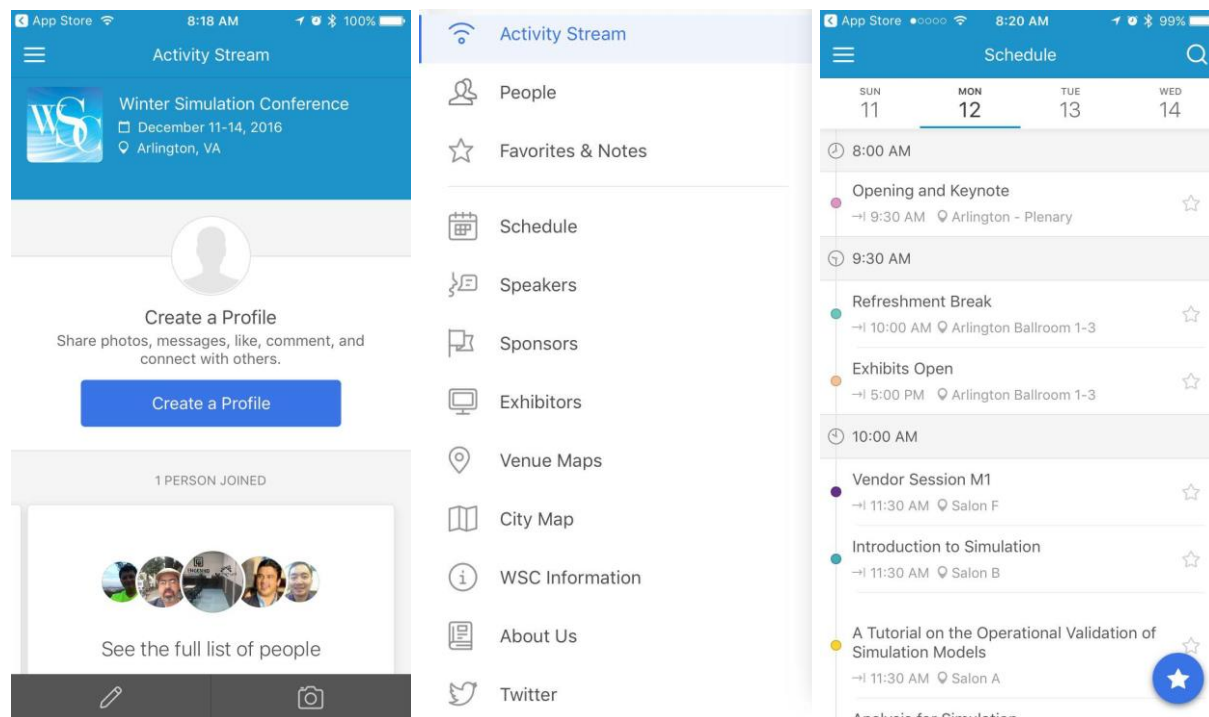 App Store 8:18 AM 100%
Activity Stream
WSC
Winter Simulation Conference
December 11-14, 2016
Arlington, VA
Create a Profile
Share photos, messages, like, comment, and
connect with others.
Create a Profile
1 PERSON JOINED
See the full list of people
Activity Stream
People
Favorites & Notes
Schedule
Speakers
Sponsors
Exhibitors
Venue Maps
City Map
WSC Information
About Us
Twitter
App Store 8:20 AM 99%
Schedule
SUN MON TUE WED
11 12 13 14
8:00 AM
Opening and Keynote
9:30 AM Arlington - Plenary
9:30 AM
Refreshment Break
10:00 AM Arlington Ballroom 1-3
Exhibits Open
5:00 PM Arlington Ballroom 1-3
10:00 AM
Vendor Session M1
11:30 AM Salon F
Introduction to Simulation
11:30 AM Salon B
A Tutorial on the Operational Validation of
Simulation Models
11:30 AM Salon A
Analysis for Simulation